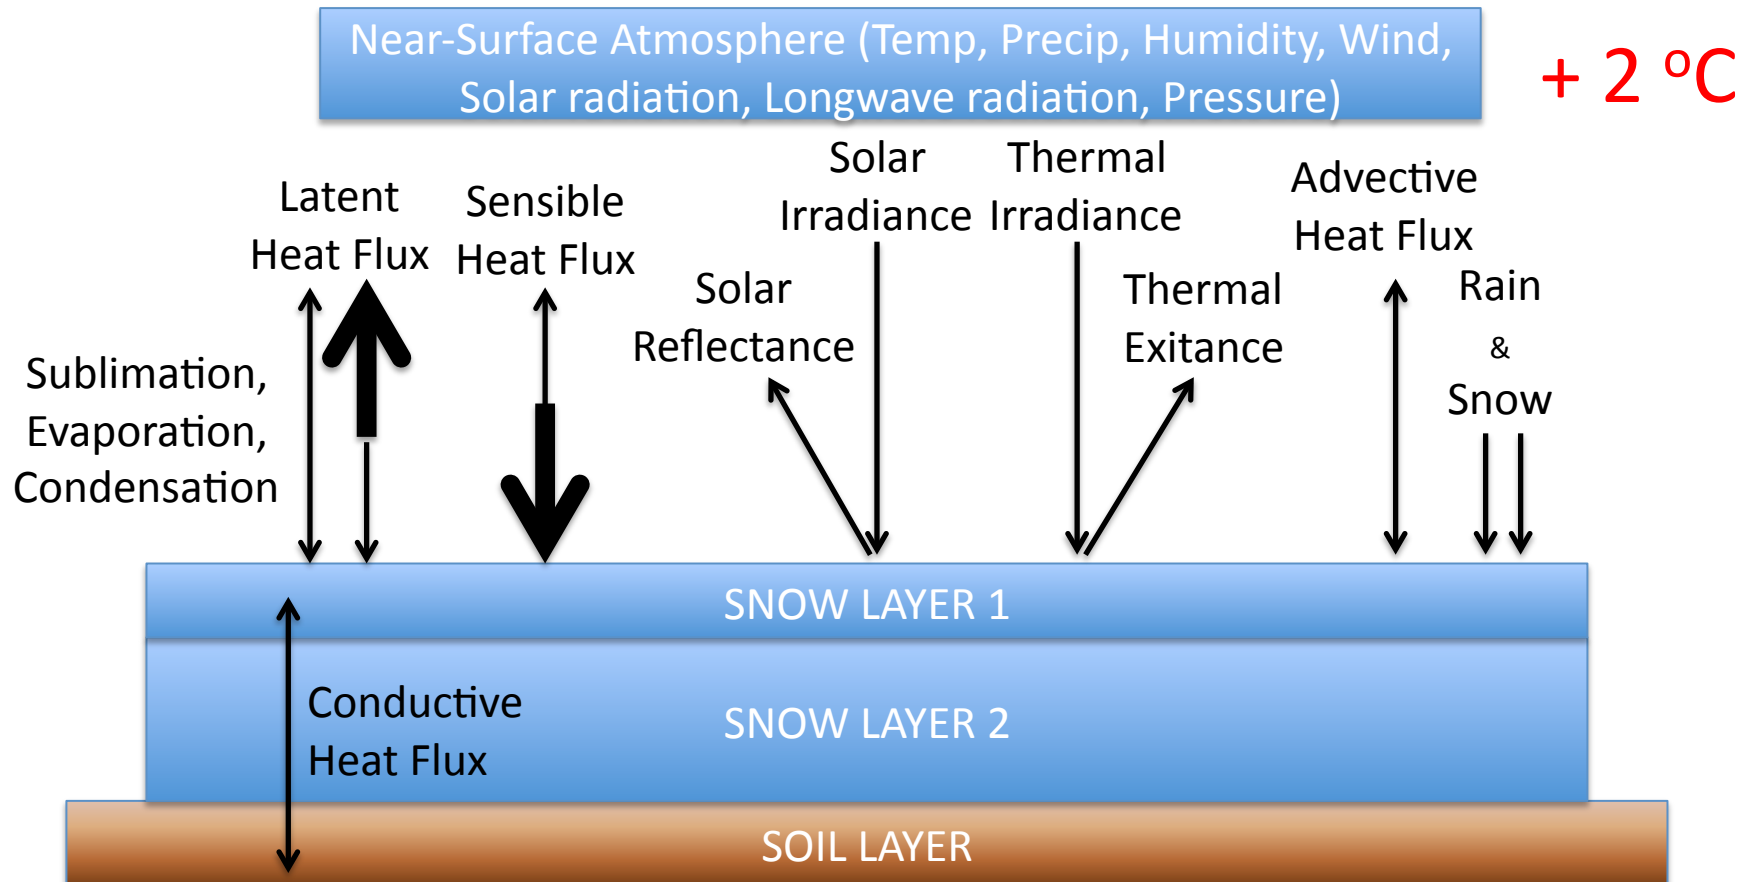 Near-Surface Atmosphere (Temp, Precip, Humidity, Wind,
Solar radiation, Longwave radiation, Pressure)
+ 2 °C
Latent
Heat Flux
Sensible
Heat Flux
Solar
Irradiance
Thermal
Irradiance
Advective
Heat Flux
Solar
Reflectance
Thermal
Exitance
Rain
&
Snow
Sublimation,
Evaporation,
Condensation
SNOW LAYER 1
Conductive
Heat Flux
SNOW LAYER 2
SOIL LAYER